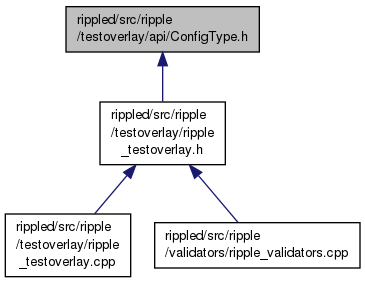 rippled/src/ripple
/testoverlay/api/ConfigType.h
rippled/src/ripple
/testoverlay/ripple
_testoverlay.h
rippled/src/ripple
/testoverlay/ripple
_testoverlay.cpp
rippled/src/ripple
/validators/ripple_validators.cpp